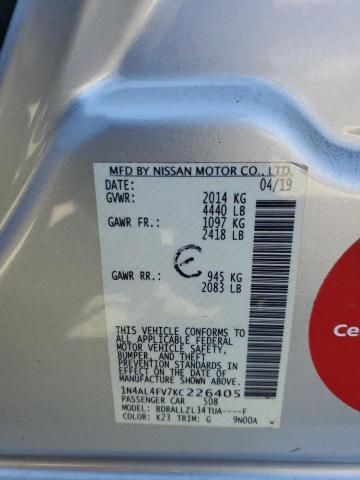 MFD BY NISSAN MOTOR CO., LTD.
DATE: 04/19
GVWR: 2014 KG
4440 LB
GAWR FR.: 1097 KG
2418 LB
GAWR RR.: 945 KG
2083 LB
THIS VEHICLE CONFORMS TO
ALL APPLICABLE FEDERAL
MOTOR VEHICLE SAFETY,
BUMPER, AND THEFT
PREVENTION STANDARDS
IN EFFECT ON THE DATE OF
MANUFACTURE SHOWN ABOVE.
1N4AL4FV7KC226405
PASSENGER CAR 508
MODEL: BDRALLZL34TUA----F
COLOR: K23 TRIM: G 9N00A
Ce